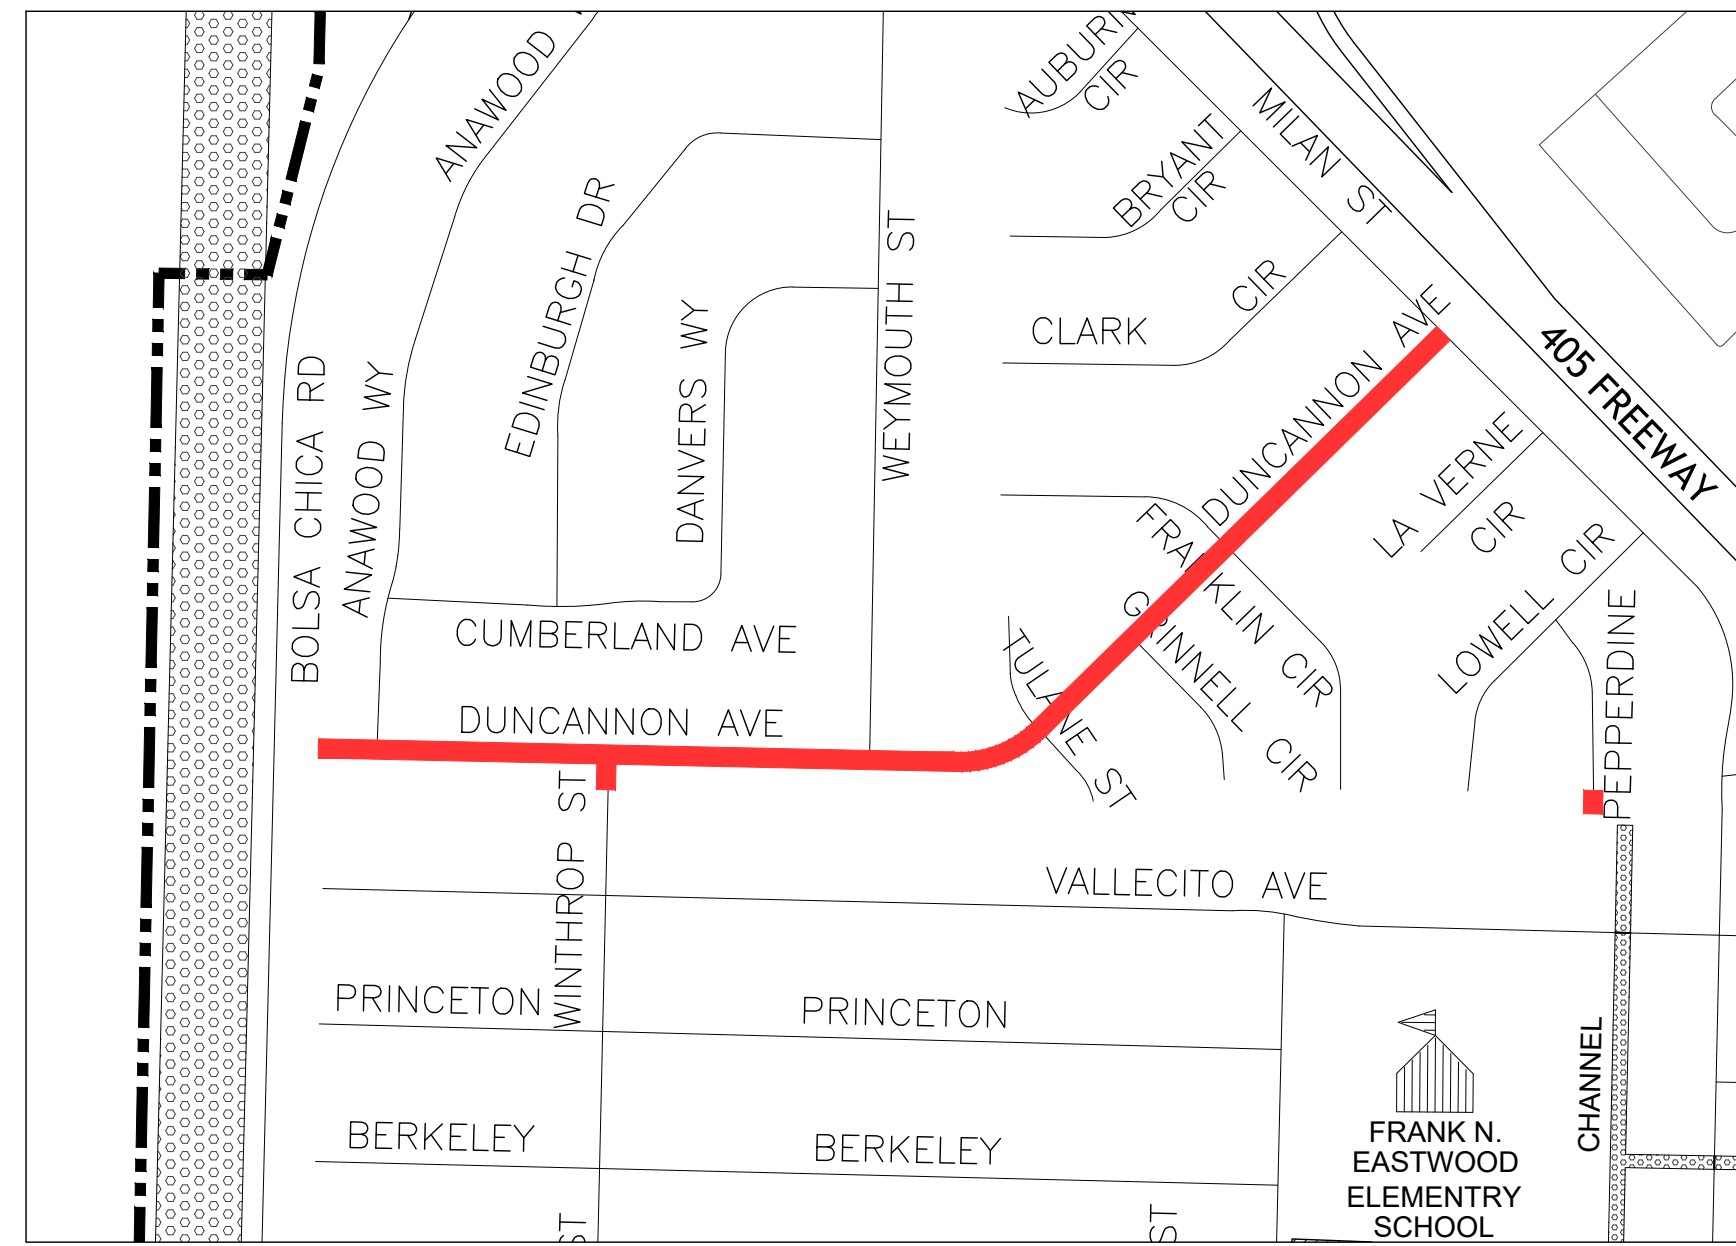 ANAWOOD
AUBURN
CIR
MILAN ST
BRYANT
CIR
EDINBURGH DR
WEYMOUTH ST
CIR
CLARK
DANVERS WY
DUNCANNON AVE
405 FREEWAY
BOLSA CHICA RD
ANAWOOD WY
LA VERNE
CIR
FRANKLIN CIR
GRINNELL CIR
LOWELL CIR
PEPPERDINE
TULANE ST
CUMBERLAND AVE
DUNCANNON AVE
WINTHROP ST
VALLECITO AVE
PRINCETON
PRINCETON
CHANNEL
BERKELEY
BERKELEY
FRANK N.
EASTWOOD
ELEMENTRY
SCHOOL
ST
ST